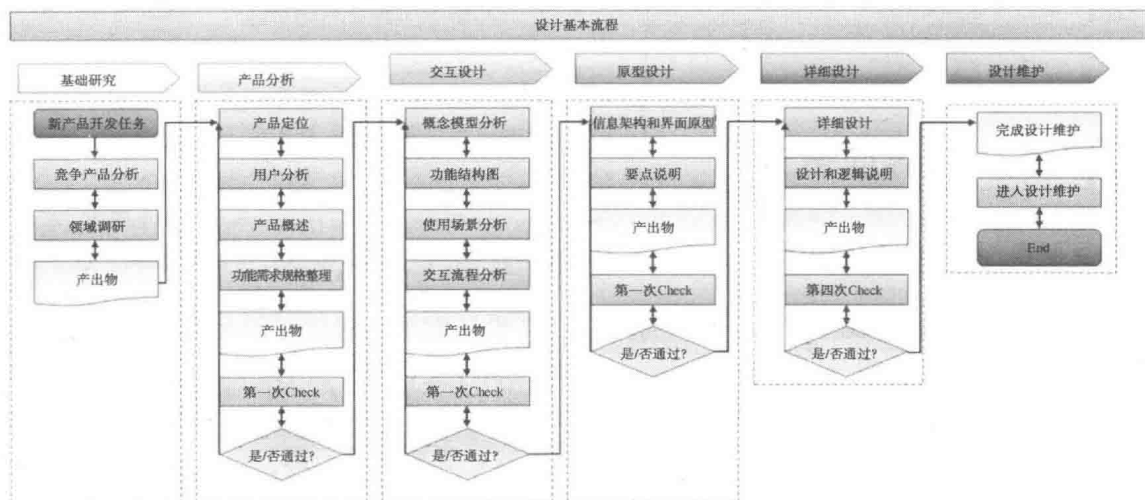 设计基本流程
基础研究
产品分析
交互设计
原型设计
详细设计
设计维护
新产品开发任务
竞争产品分析
领域调研
产出物
产品定位
用户分析
产品概述
功能需求规格整理
产出物
第一次Check
是/否通过?
概念模型分析
功能结构图
使用场景分析
交互流程分析
产出物
第一次Check
是/否通过?
信息架构和界面原型
要点说明
产出物
第一次Check
是/否通过?
详细设计
设计和逻辑说明
产出物
第四次Check
是/否通过?
完成设计维护
进入设计维护
End